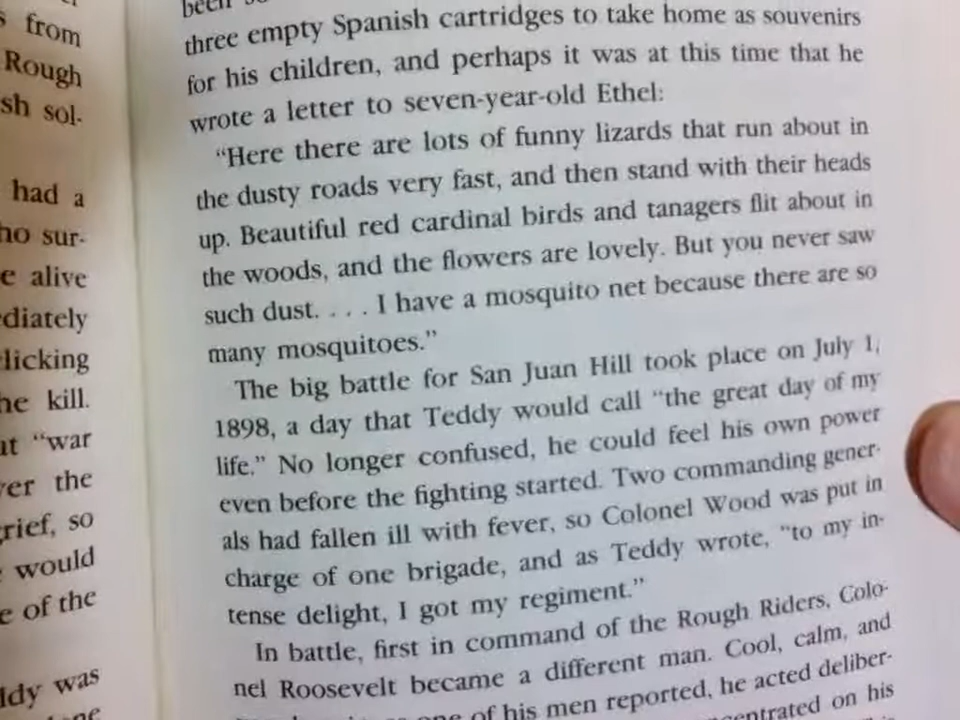 from
Rough
sh sol-
had a
ho sur-
e alive
diately
licking
he kill.
ut "war
ver the
rief, so
would
e of the
ldy was
been
three empty Spanish cartridges to take home as souvenirs
for his children, and perhaps it was at this time that he
wrote a letter to seven-year-old Ethel:
"Here there are lots of funny lizards that run about in
the dusty roads very fast, and then stand with their heads
up. Beautiful red cardinal birds and tanagers flit about in
the woods, and the flowers are lovely. But you never saw
such dust. . . . I have a mosquito net because there are so
many mosquitoes."
The big battle for San Juan Hill took place on July 1,
1898, a day that Teddy would call "the great day of my
life." No longer confused, he could feel his own power
even before the fighting started. Two commanding gener-
als had fallen ill with fever, so Colonel Wood was put in
charge of one brigade, and as Teddy wrote, "to my in-
tense delight, I got my regiment."
In battle, first in command of the Rough Riders, Colo-
nel Roosevelt became a different man. Cool, calm, and
one of his men reported, he acted deliber-
on his